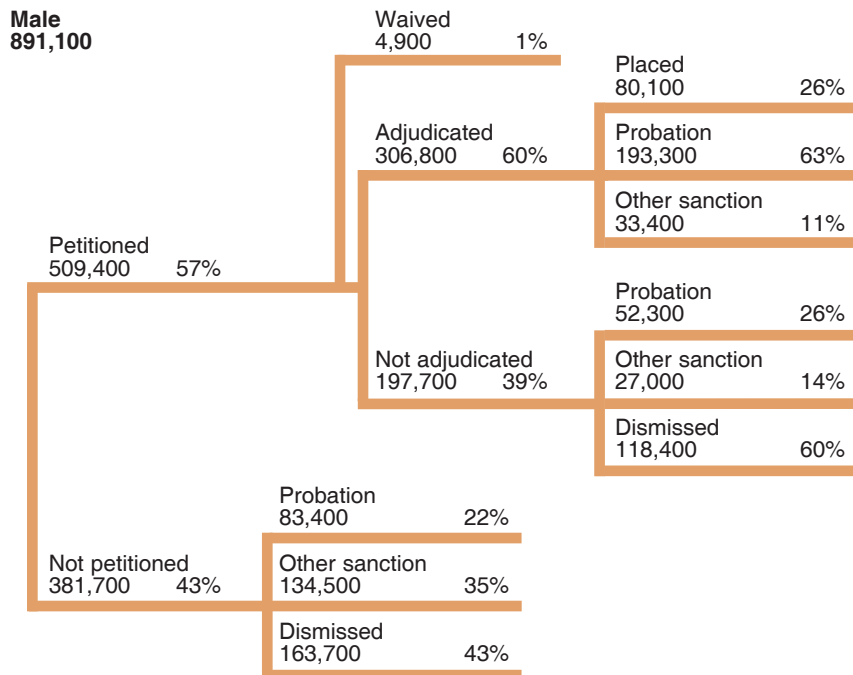 Male
891,100
Waived
4,900 1%
Placed
80,100 26%
Adjudicated
306,800 60%
Probation
193,300 63%
Other sanction
33,400 11%
Petitioned
509,400 57%
Probation
52,300 26%
Not adjudicated
197,700 39%
Other sanction
27,000 14%
Dismissed
118,400 60%
Probation
83,400 22%
Not petitioned
381,700 43%
Other sanction
134,500 35%
Dismissed
163,700 43%